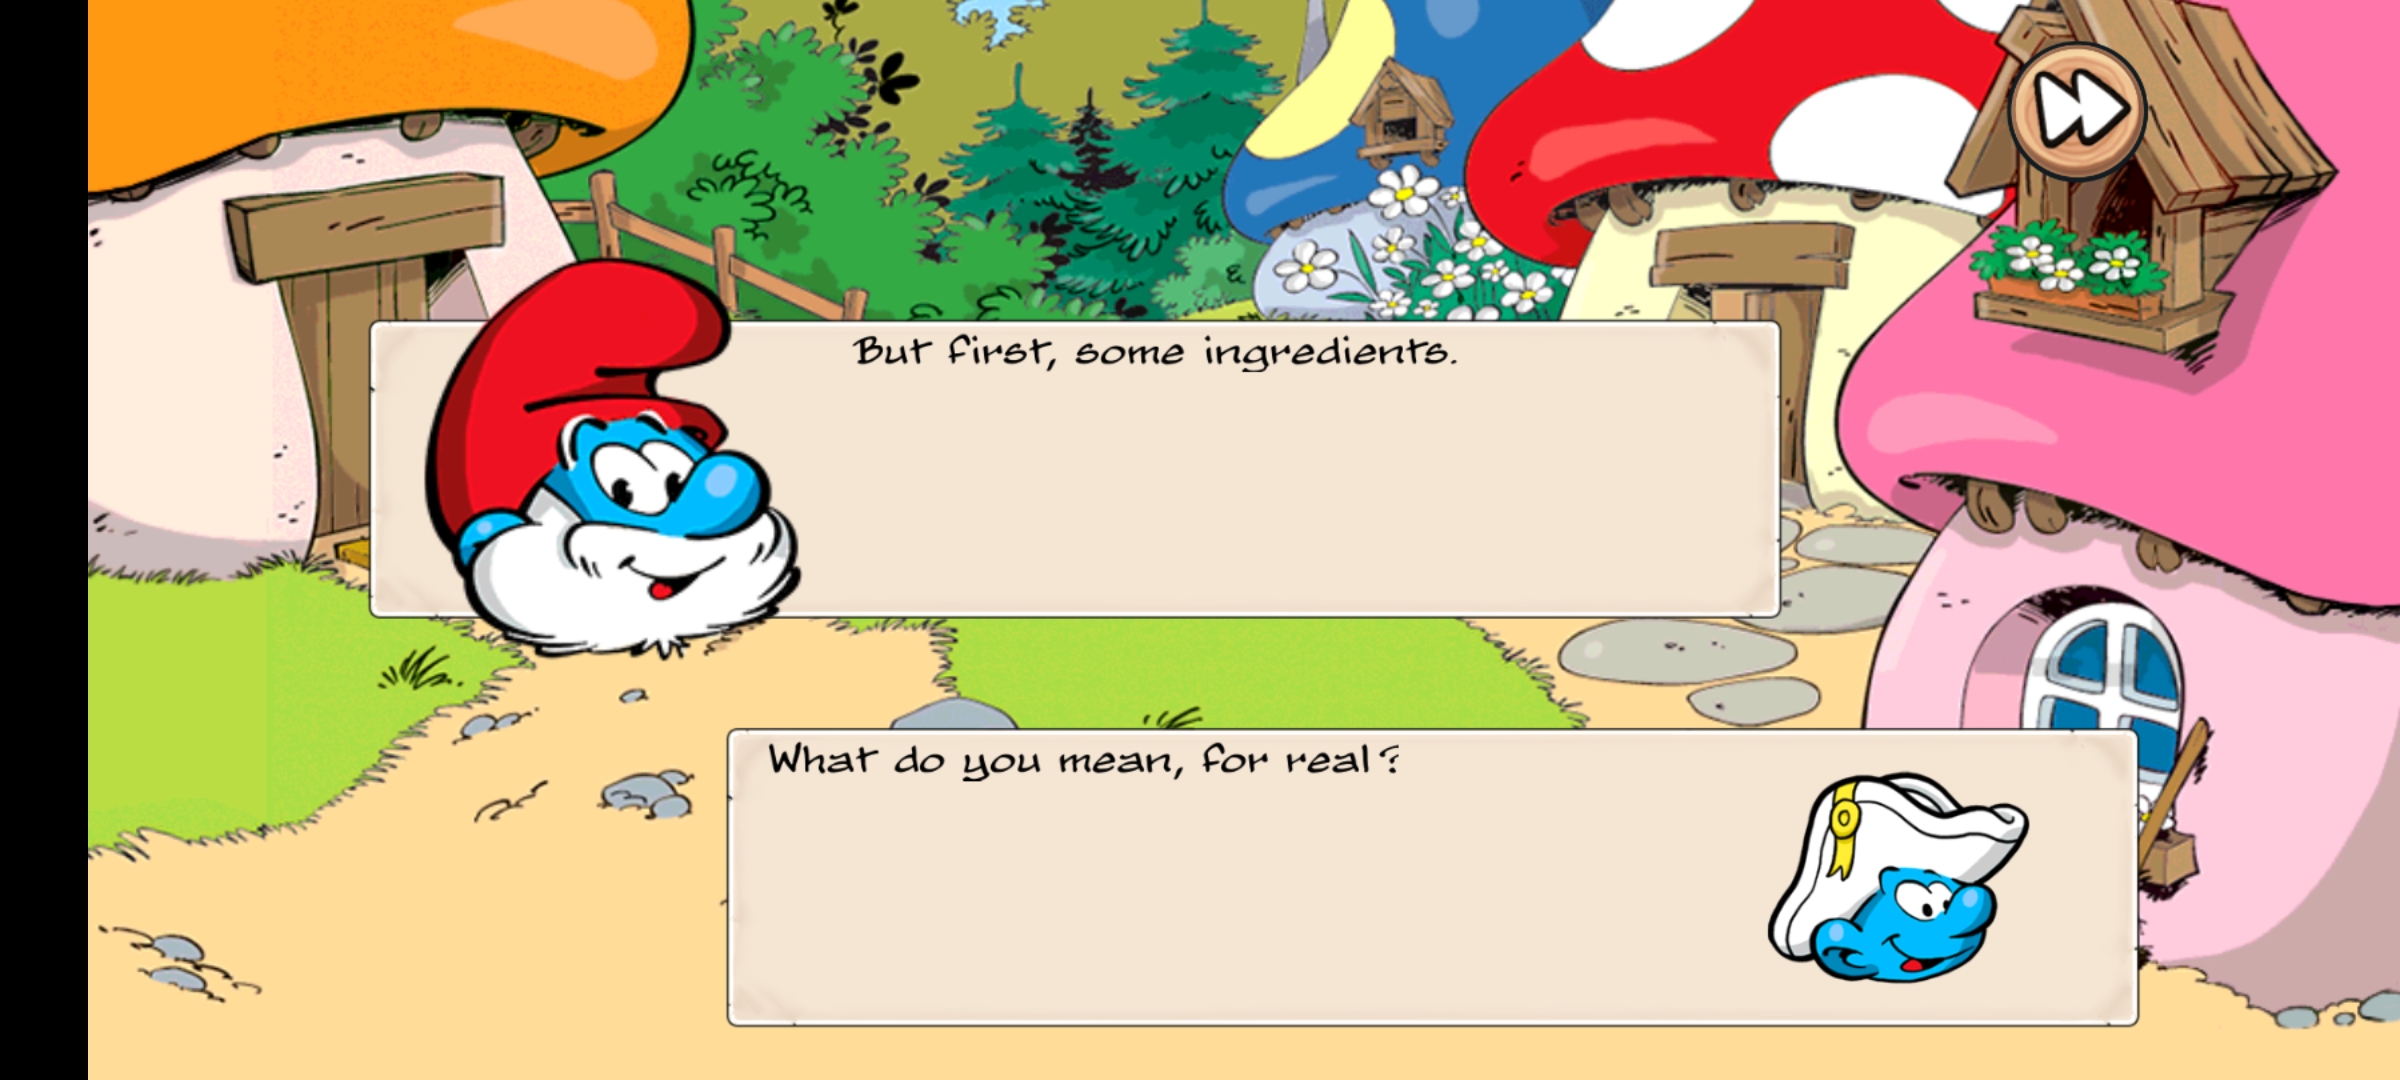 But first, some ingredients.
What do you mean, for real?